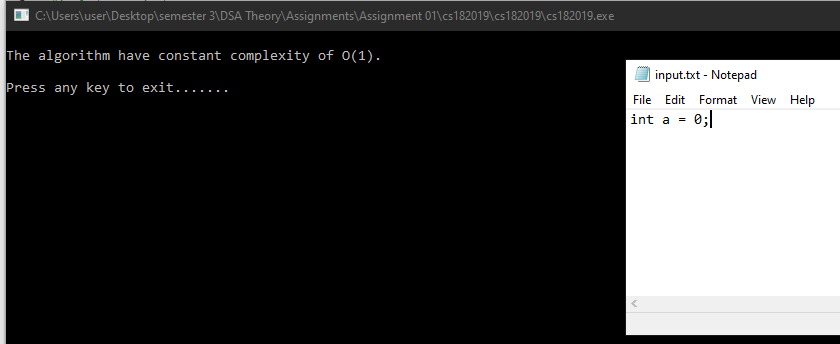 C:\Users\user\Desktop\semester 3\DSA Theory\Assignments\Assignment 01\cs182019\cs182019\cs182019.exe
The algorithm have constant complexity of O(1).
Press any key to exit.......
input.txt - Notepad
File Edit Format View Help
int a = 0;